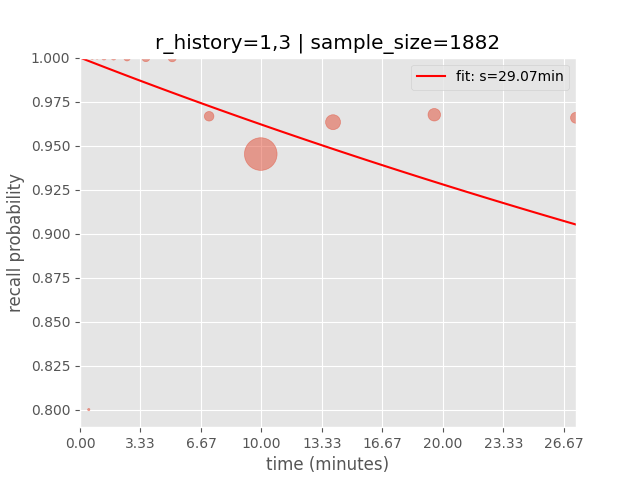 r_history=1,3 | sample_size=1882
fit: s=29.07min
1.000
0.975
0.950
0.925
0.900
0.875
0.850
0.825
0.800
recall probability
0.00 3.33 6.67 10.00 13.33 16.67 20.00 23.33 26.67
time (minutes)